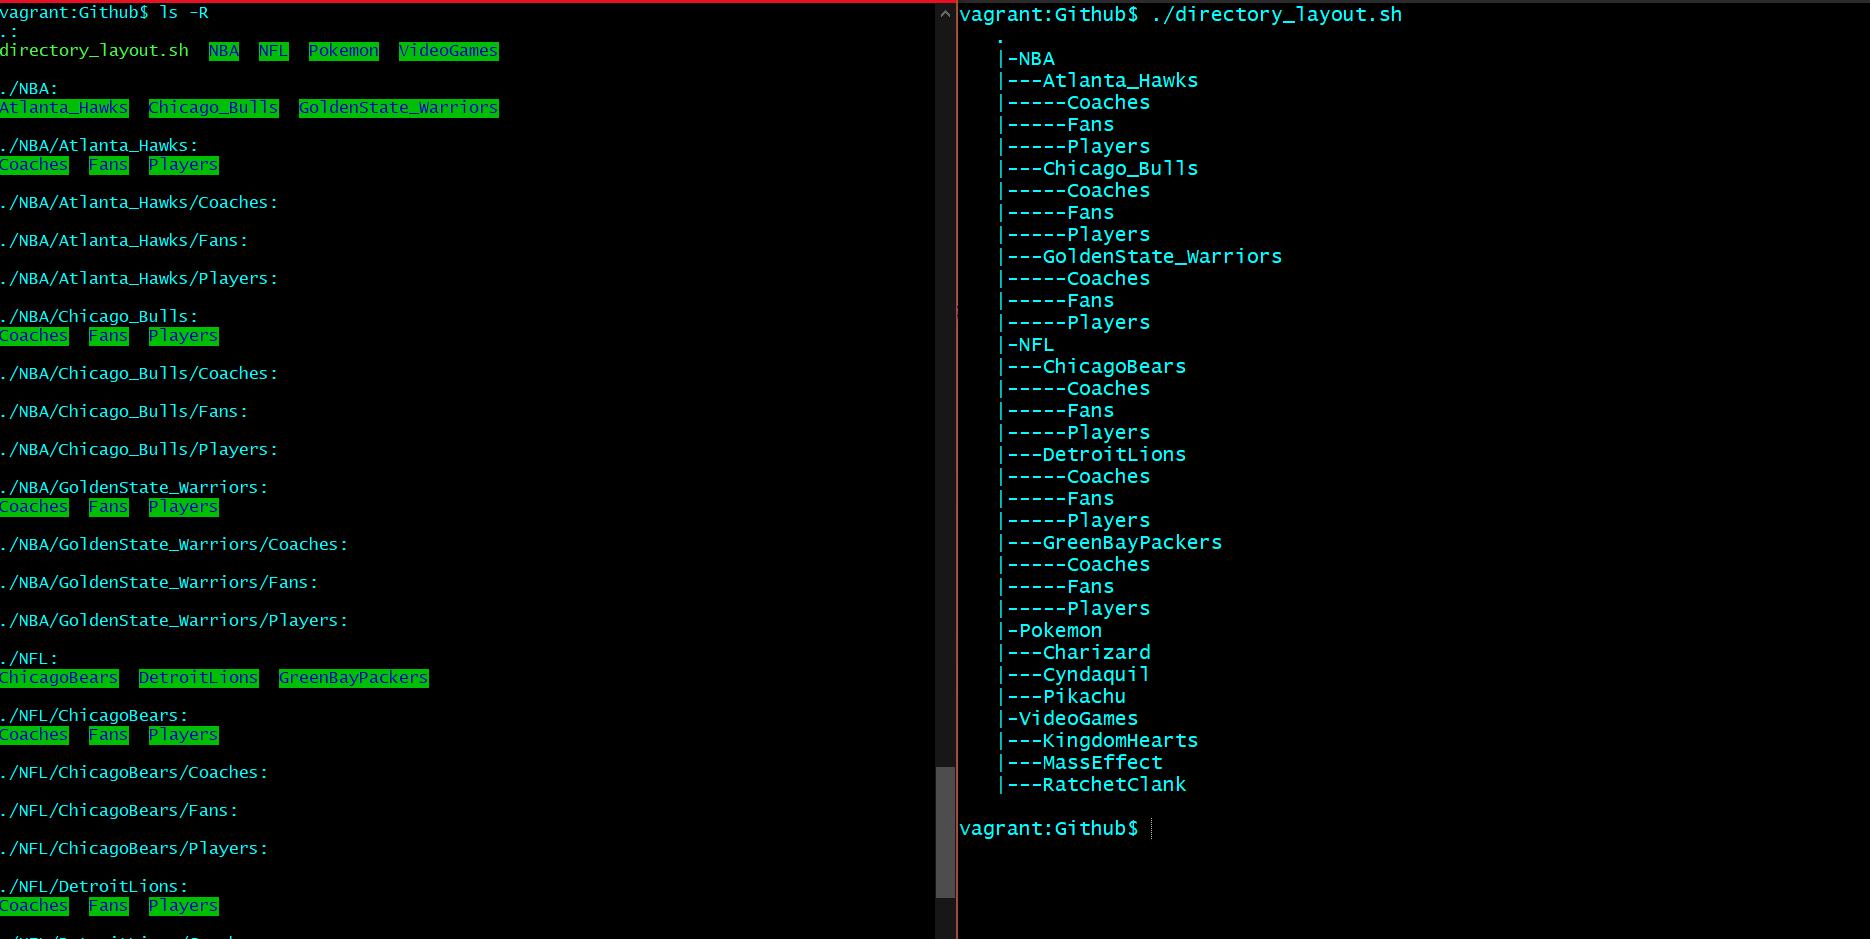 vagrant:Github$ ls -R
.:
directory_layout.sh  NBA  NFL  Pokemon  VideoGames
./NBA:
Atlanta_Hawks  Chicago_Bulls  GoldenState_Warriors
./NBA/Atlanta_Hawks:
Coaches  Fans  Players
./NBA/Atlanta_Hawks/Coaches:
./NBA/Atlanta_Hawks/Fans:
./NBA/Atlanta_Hawks/Players:
./NBA/Chicago_Bulls:
Coaches  Fans  Players
./NBA/Chicago_Bulls/Coaches:
./NBA/Chicago_Bulls/Fans:
./NBA/Chicago_Bulls/Players:
./NBA/GoldenState_Warriors:
Coaches  Fans  Players
./NBA/GoldenState_Warriors/Coaches:
./NBA/GoldenState_Warriors/Fans:
./NBA/GoldenState_Warriors/Players:
./NFL:
ChicagoBears  DetroitLions  GreenBayPackers
./NFL/ChicagoBears:
Coaches  Fans  Players
./NFL/ChicagoBears/Coaches:
./NFL/ChicagoBears/Fans:
./NFL/ChicagoBears/Players:
./NFL/DetroitLions:
Coaches  Fans  Players
vagrant:Github$ ./directory_layout.sh
.
|-NBA
|---Atlanta_Hawks
|-----Coaches
|-----Fans
|-----Players
|---Chicago_Bulls
|-----Coaches
|-----Fans
|-----Players
|---GoldenState_Warriors
|-----Coaches
|-----Fans
|-----Players
|-NFL
|---ChicagoBears
|-----Coaches
|-----Fans
|-----Players
|---DetroitLions
|-----Coaches
|-----Fans
|-----Players
|---GreenBayPackers
|-----Coaches
|-----Fans
|-----Players
|-Pokemon
|---Charizard
|---Cyndaquil
|---Pikachu
|-VideoGames
|---KingdomHearts
|---MassEffect
|---RatchetClank
vagrant:Github$